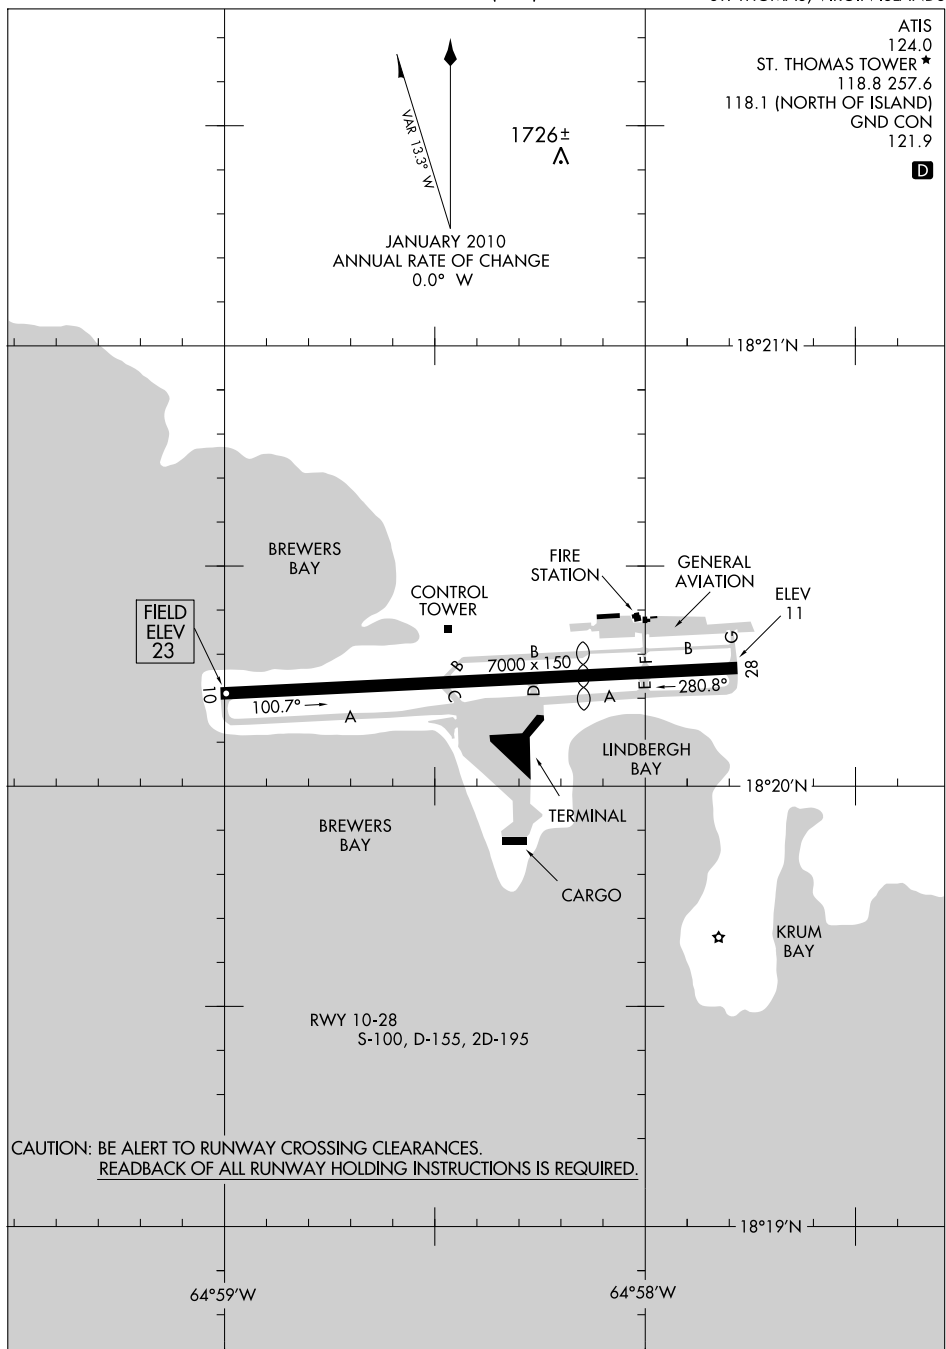 ATIS
124.0
ST. THOMAS TOWER ★
118.8 257.6
118.1 (NORTH OF ISLAND)
GND CON
121.9
D
VAR 13.3° W
1726±
JANUARY 2010
ANNUAL RATE OF CHANGE
0.0° W
18°21'N
BREWERS
BAY
FIRE
STATION
GENERAL
AVIATION
CONTROL
TOWER
ELEV
11
FIELD
ELEV
23
G
B
B
B
F
7000 x 150
28
10
100.7°
A
C
D
A
E
280.8°
LINDBERGH
BAY
18°20'N
TERMINAL
BREWERS
BAY
CARGO
KRUM
BAY
RWY 10-28
S-100, D-155, 2D-195
CAUTION: BE ALERT TO RUNWAY CROSSING CLEARANCES.
READBACK OF ALL RUNWAY HOLDING INSTRUCTIONS IS REQUIRED.
18°19'N
64°59'W
64°58'W